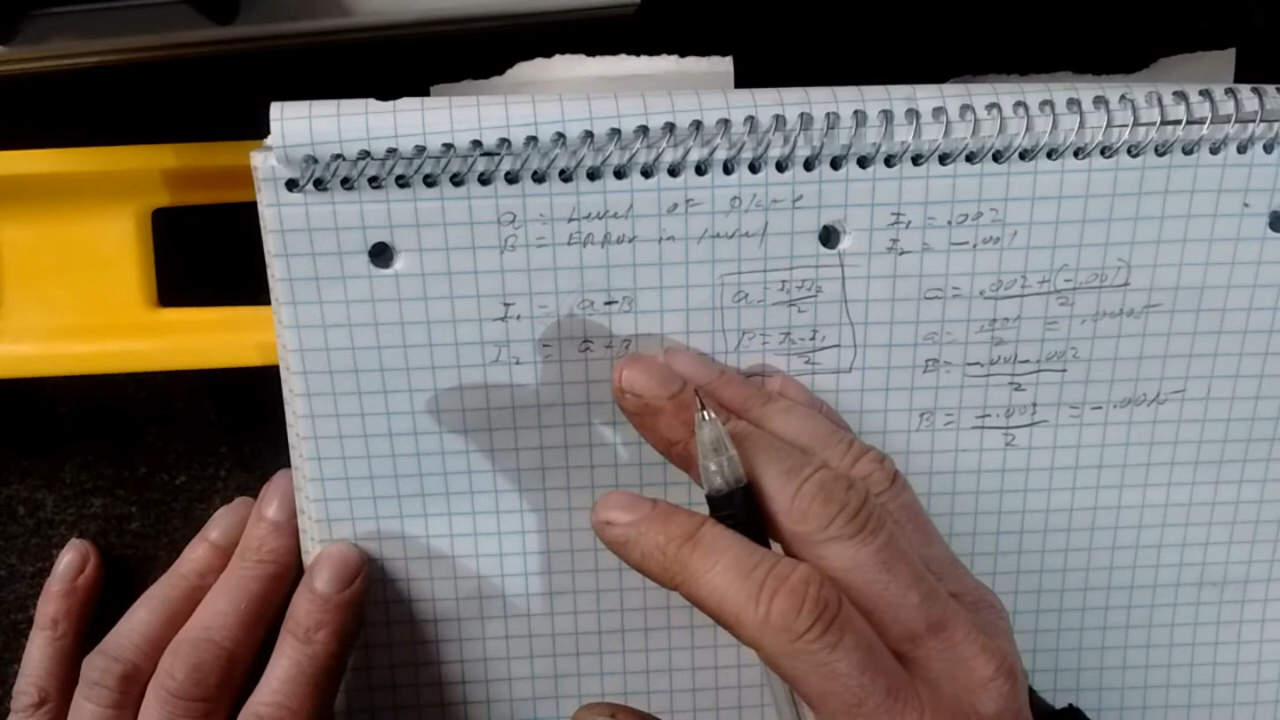 a = Level of place
B = ERROR in Level
I₁ = a-B
I₂ = a+B
a = I₁+I₂/2
B = I₂-I₁/2
I₁ = .002
I₂ = -.001
a = .002+(-.001)/2
a = .001/2 = .0005
B = -.001-.002/2
B = -.003/2 = -.0015